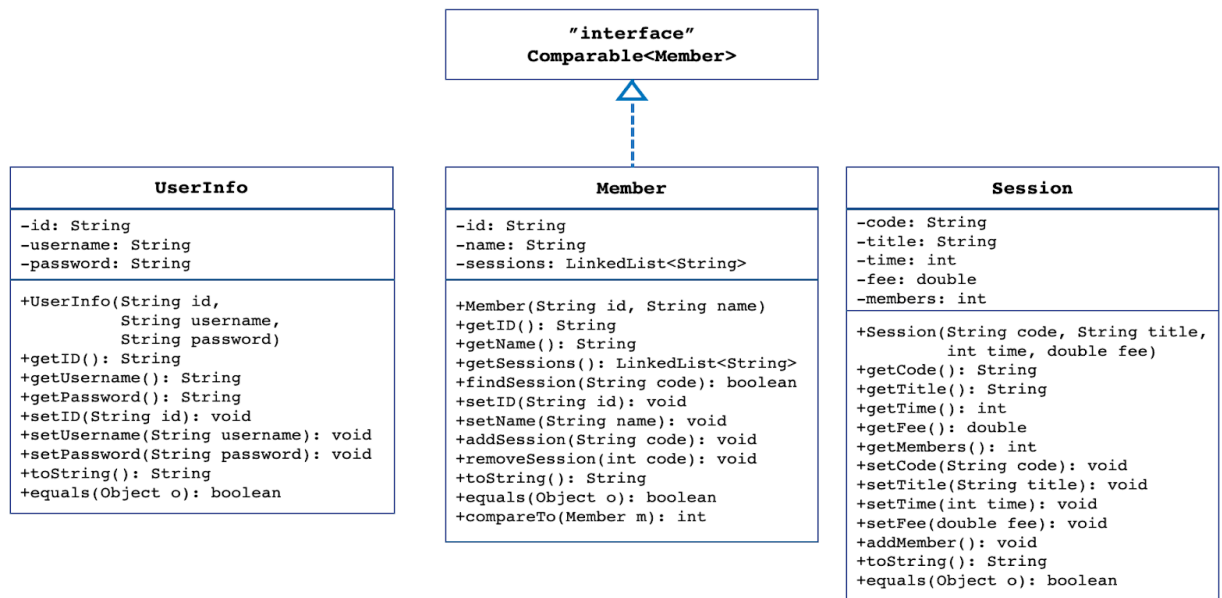 "interface"
Comparable<Member>
UserInfo
-id: String
-username: String
-password: String
+UserInfo(String id,
String username,
String password)
+getID(): String
+getUsername(): String
+getPassword(): String
+setID(String id): void
+setUsername(String username): void
+setPassword(String password): void
+toString(): String
+equals(Object o): boolean
Member
-id: String
-name: String
-sessions: LinkedList<String>
+Member(String id, String name)
+getID(): String
+getName(): String
+getSessions(): LinkedList<String>
+findSession(String code): boolean
+setID(String id): void
+setName(String name): void
+addSession(String code): void
+removeSession(int code): void
+toString(): String
+equals(Object o): boolean
+compareTo(Member m): int
Session
-code: String
-title: String
-time: int
-fee: double
-members: int
+Session(String code, String title,
int time, double fee)
+getCode(): String
+getTitle(): String
+getTime(): int
+getFee(): double
+getMembers(): int
+setCode(String code): void
+setTitle(String title): void
+setTime(int time): void
+setFee(double fee): void
+addMember(): void
+toString(): String
+equals(Object o): boolean